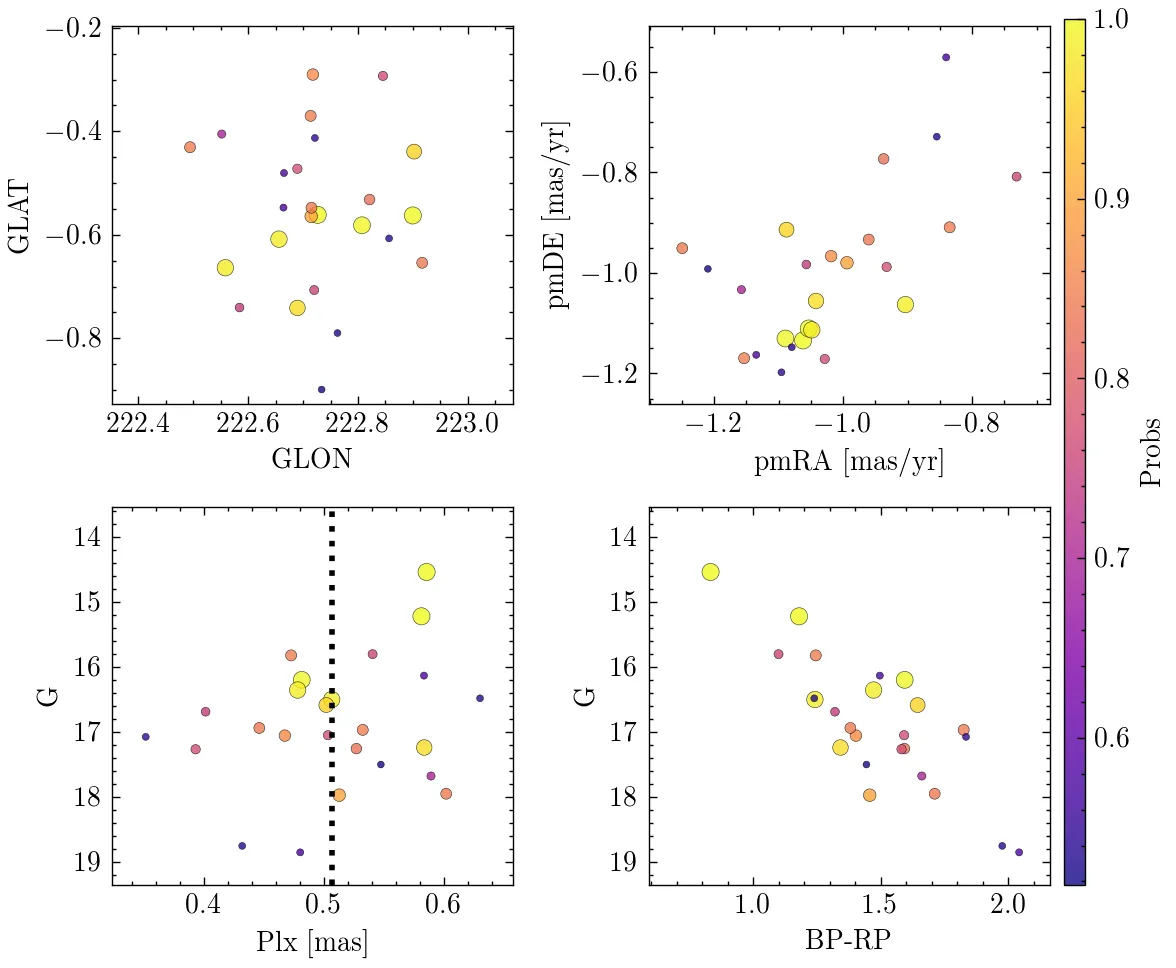 −0.2
−0.4
−0.6
−0.8
GLAT
222.4 222.6 222.8 223.0
GLON
−0.6
−0.8
−1.0
−1.2
pmDE [mas/yr]
−1.2 −1.0 −0.8
pmRA [mas/yr]
14
15
16
17
18
19
G
0.4 0.5 0.6
Plx [mas]
14
15
16
17
18
19
G
1.0 1.5 2.0
BP-RP
1.0
0.9
0.8
0.7
0.6
Probs